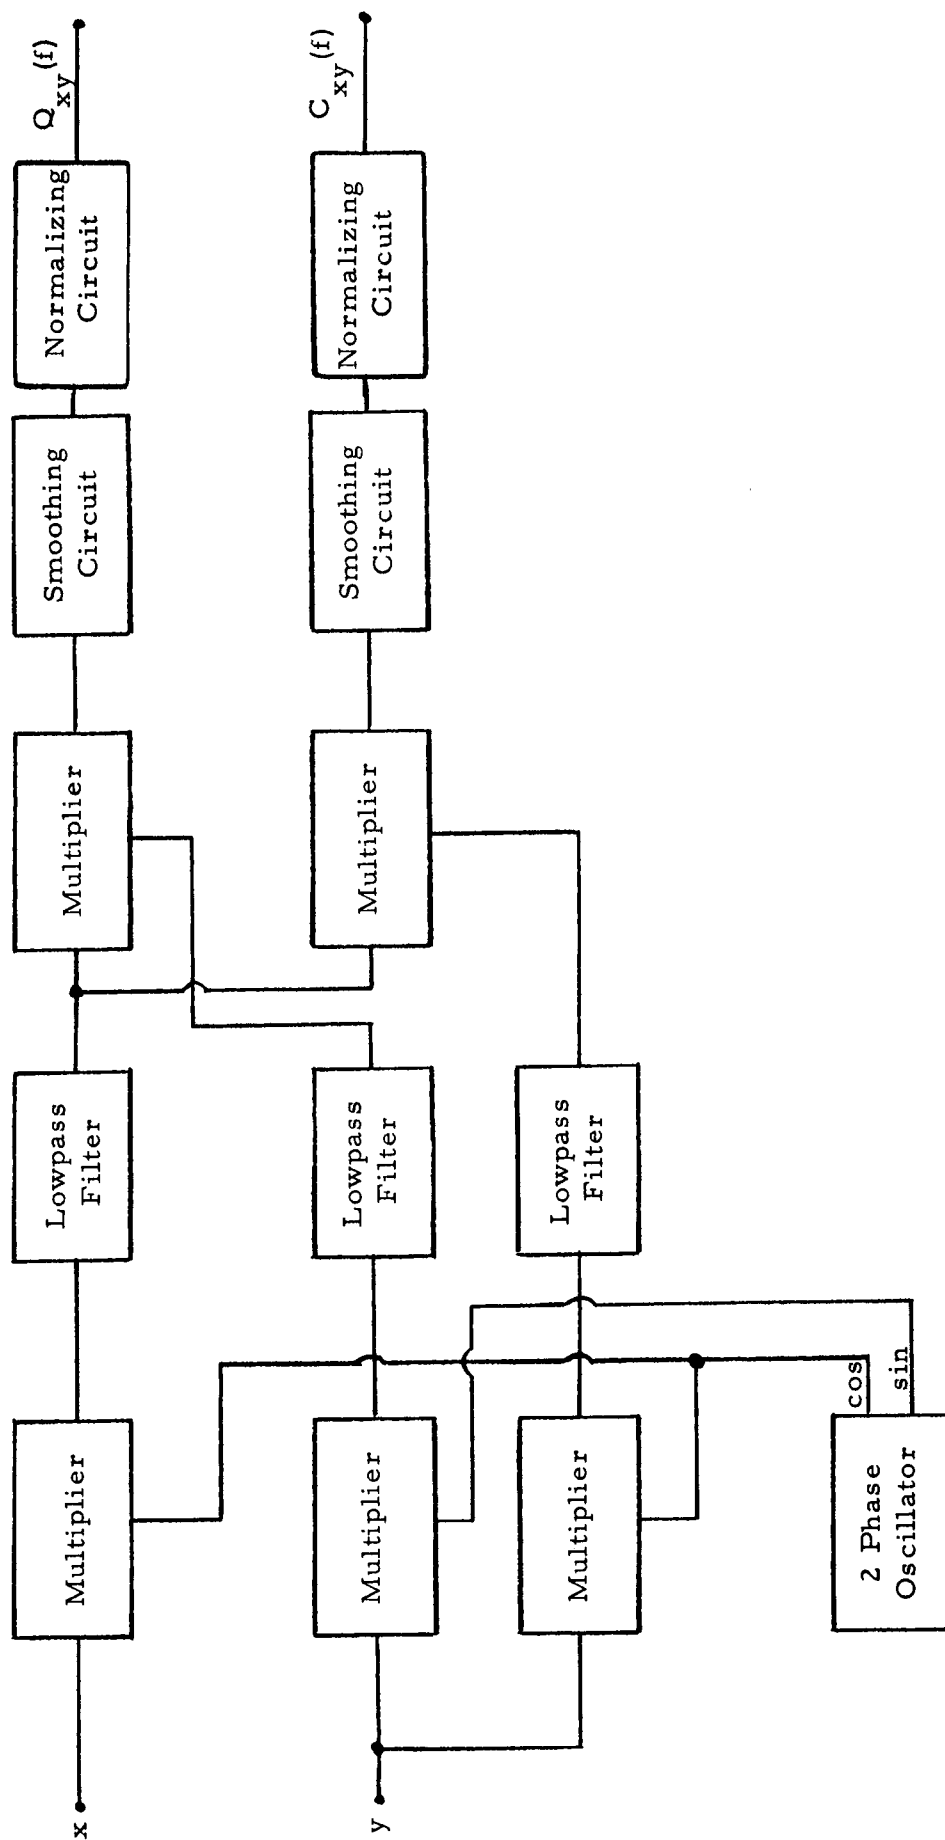 x
Multiplier
Lowpass
Filter
Multiplier
Smoothing
Circuit
Normalizing
Circuit
Q_xy(f)
y
Multiplier
Lowpass
Filter
Multiplier
Smoothing
Circuit
Normalizing
Circuit
C_xy(f)
Multiplier
Lowpass
Filter
2 Phase
Oscillator
cos
sin